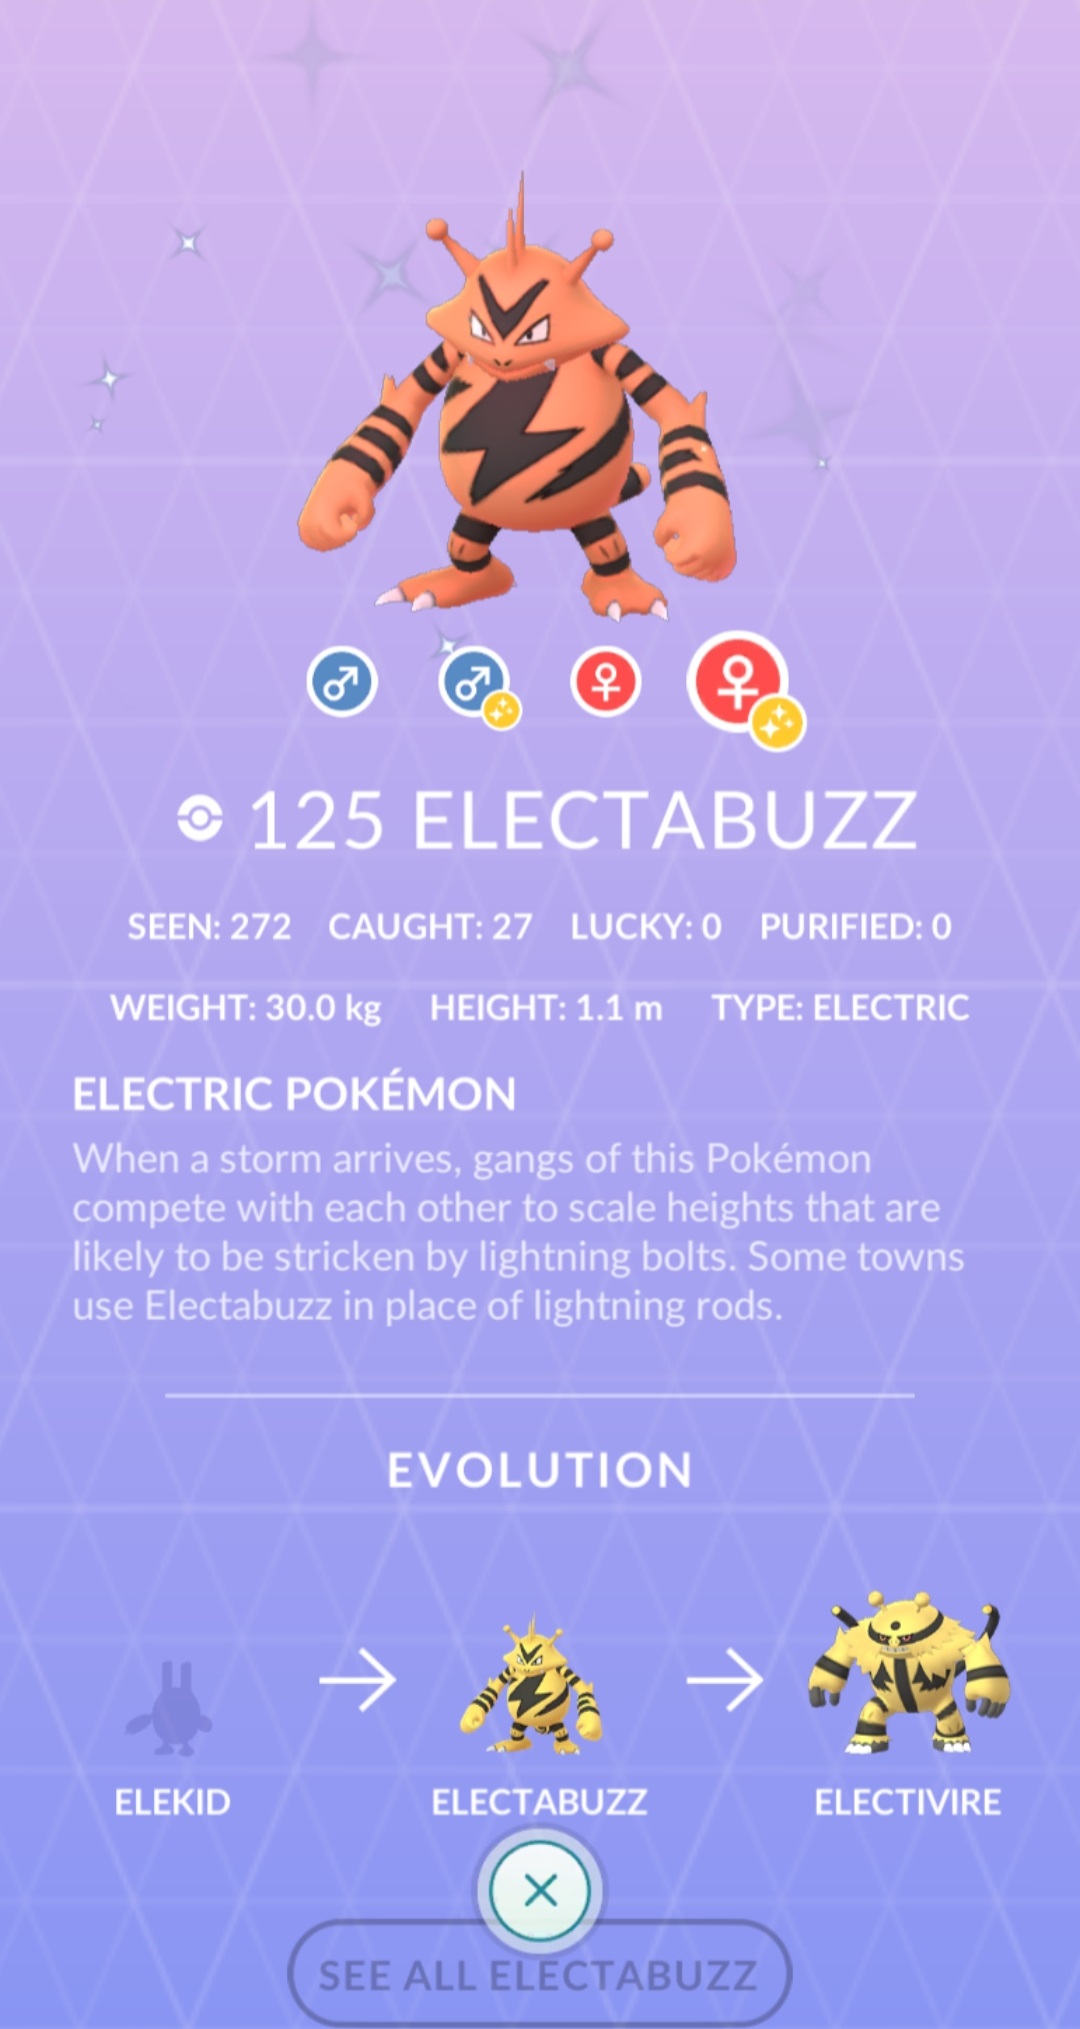 125 ELECTABUZZ
SEEN: 272 CAUGHT: 27 LUCKY: 0 PURIFIED: 0
WEIGHT: 30.0 kg HEIGHT: 1.1 m TYPE: ELECTRIC
ELECTRIC POKÉMON
When a storm arrives, gangs of this Pokémon
compete with each other to scale heights that are
likely to be stricken by lightning bolts. Some towns
use Electabuzz in place of lightning rods.
EVOLUTION
ELEKID ELECTABUZZ ELECTIVIRE
SEE ALL ELECTABUZZ